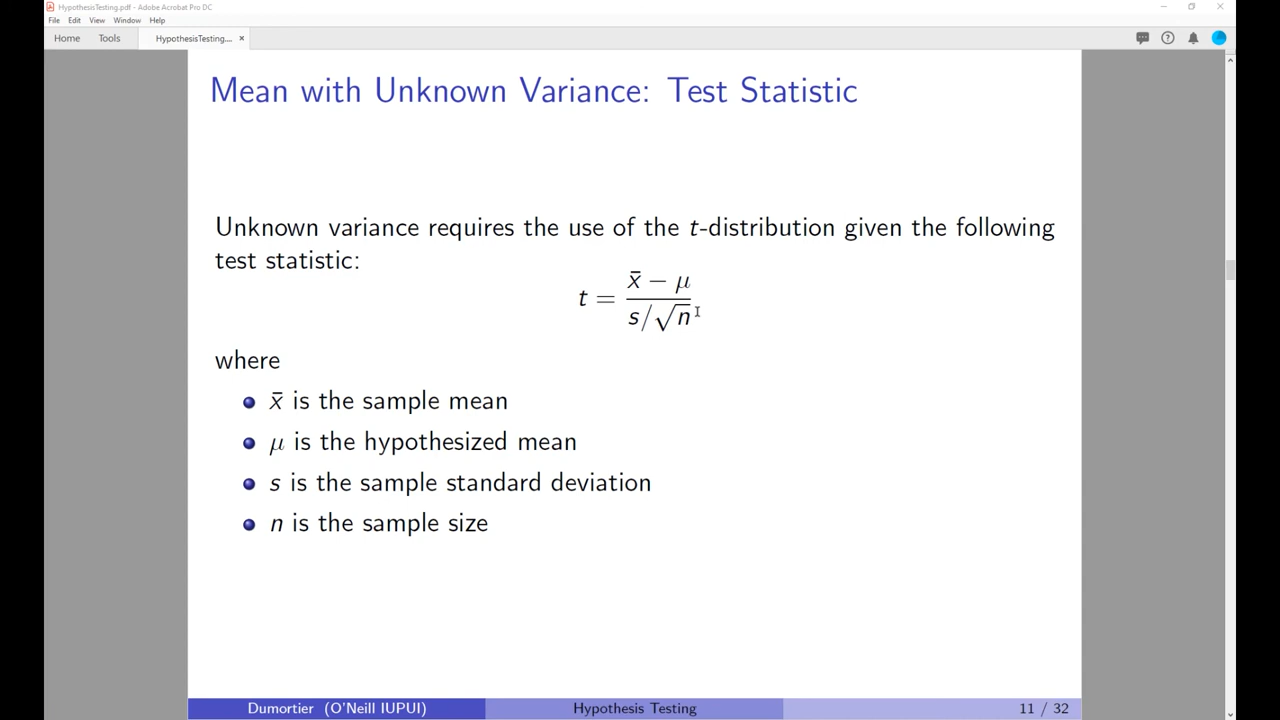 HypothesisTesting.pdf - Adobe Acrobat Pro DC
File Edit View Window Help
Home Tools HypothesisTesting.... ×
Mean with Unknown Variance: Test Statistic
Unknown variance requires the use of the t-distribution given the following
test statistic:
t = (x̄ − μ) / (s/√n)
where
x̄ is the sample mean
μ is the hypothesized mean
s is the sample standard deviation
n is the sample size
Dumortier (O'Neill IUPUI) Hypothesis Testing 11 / 32